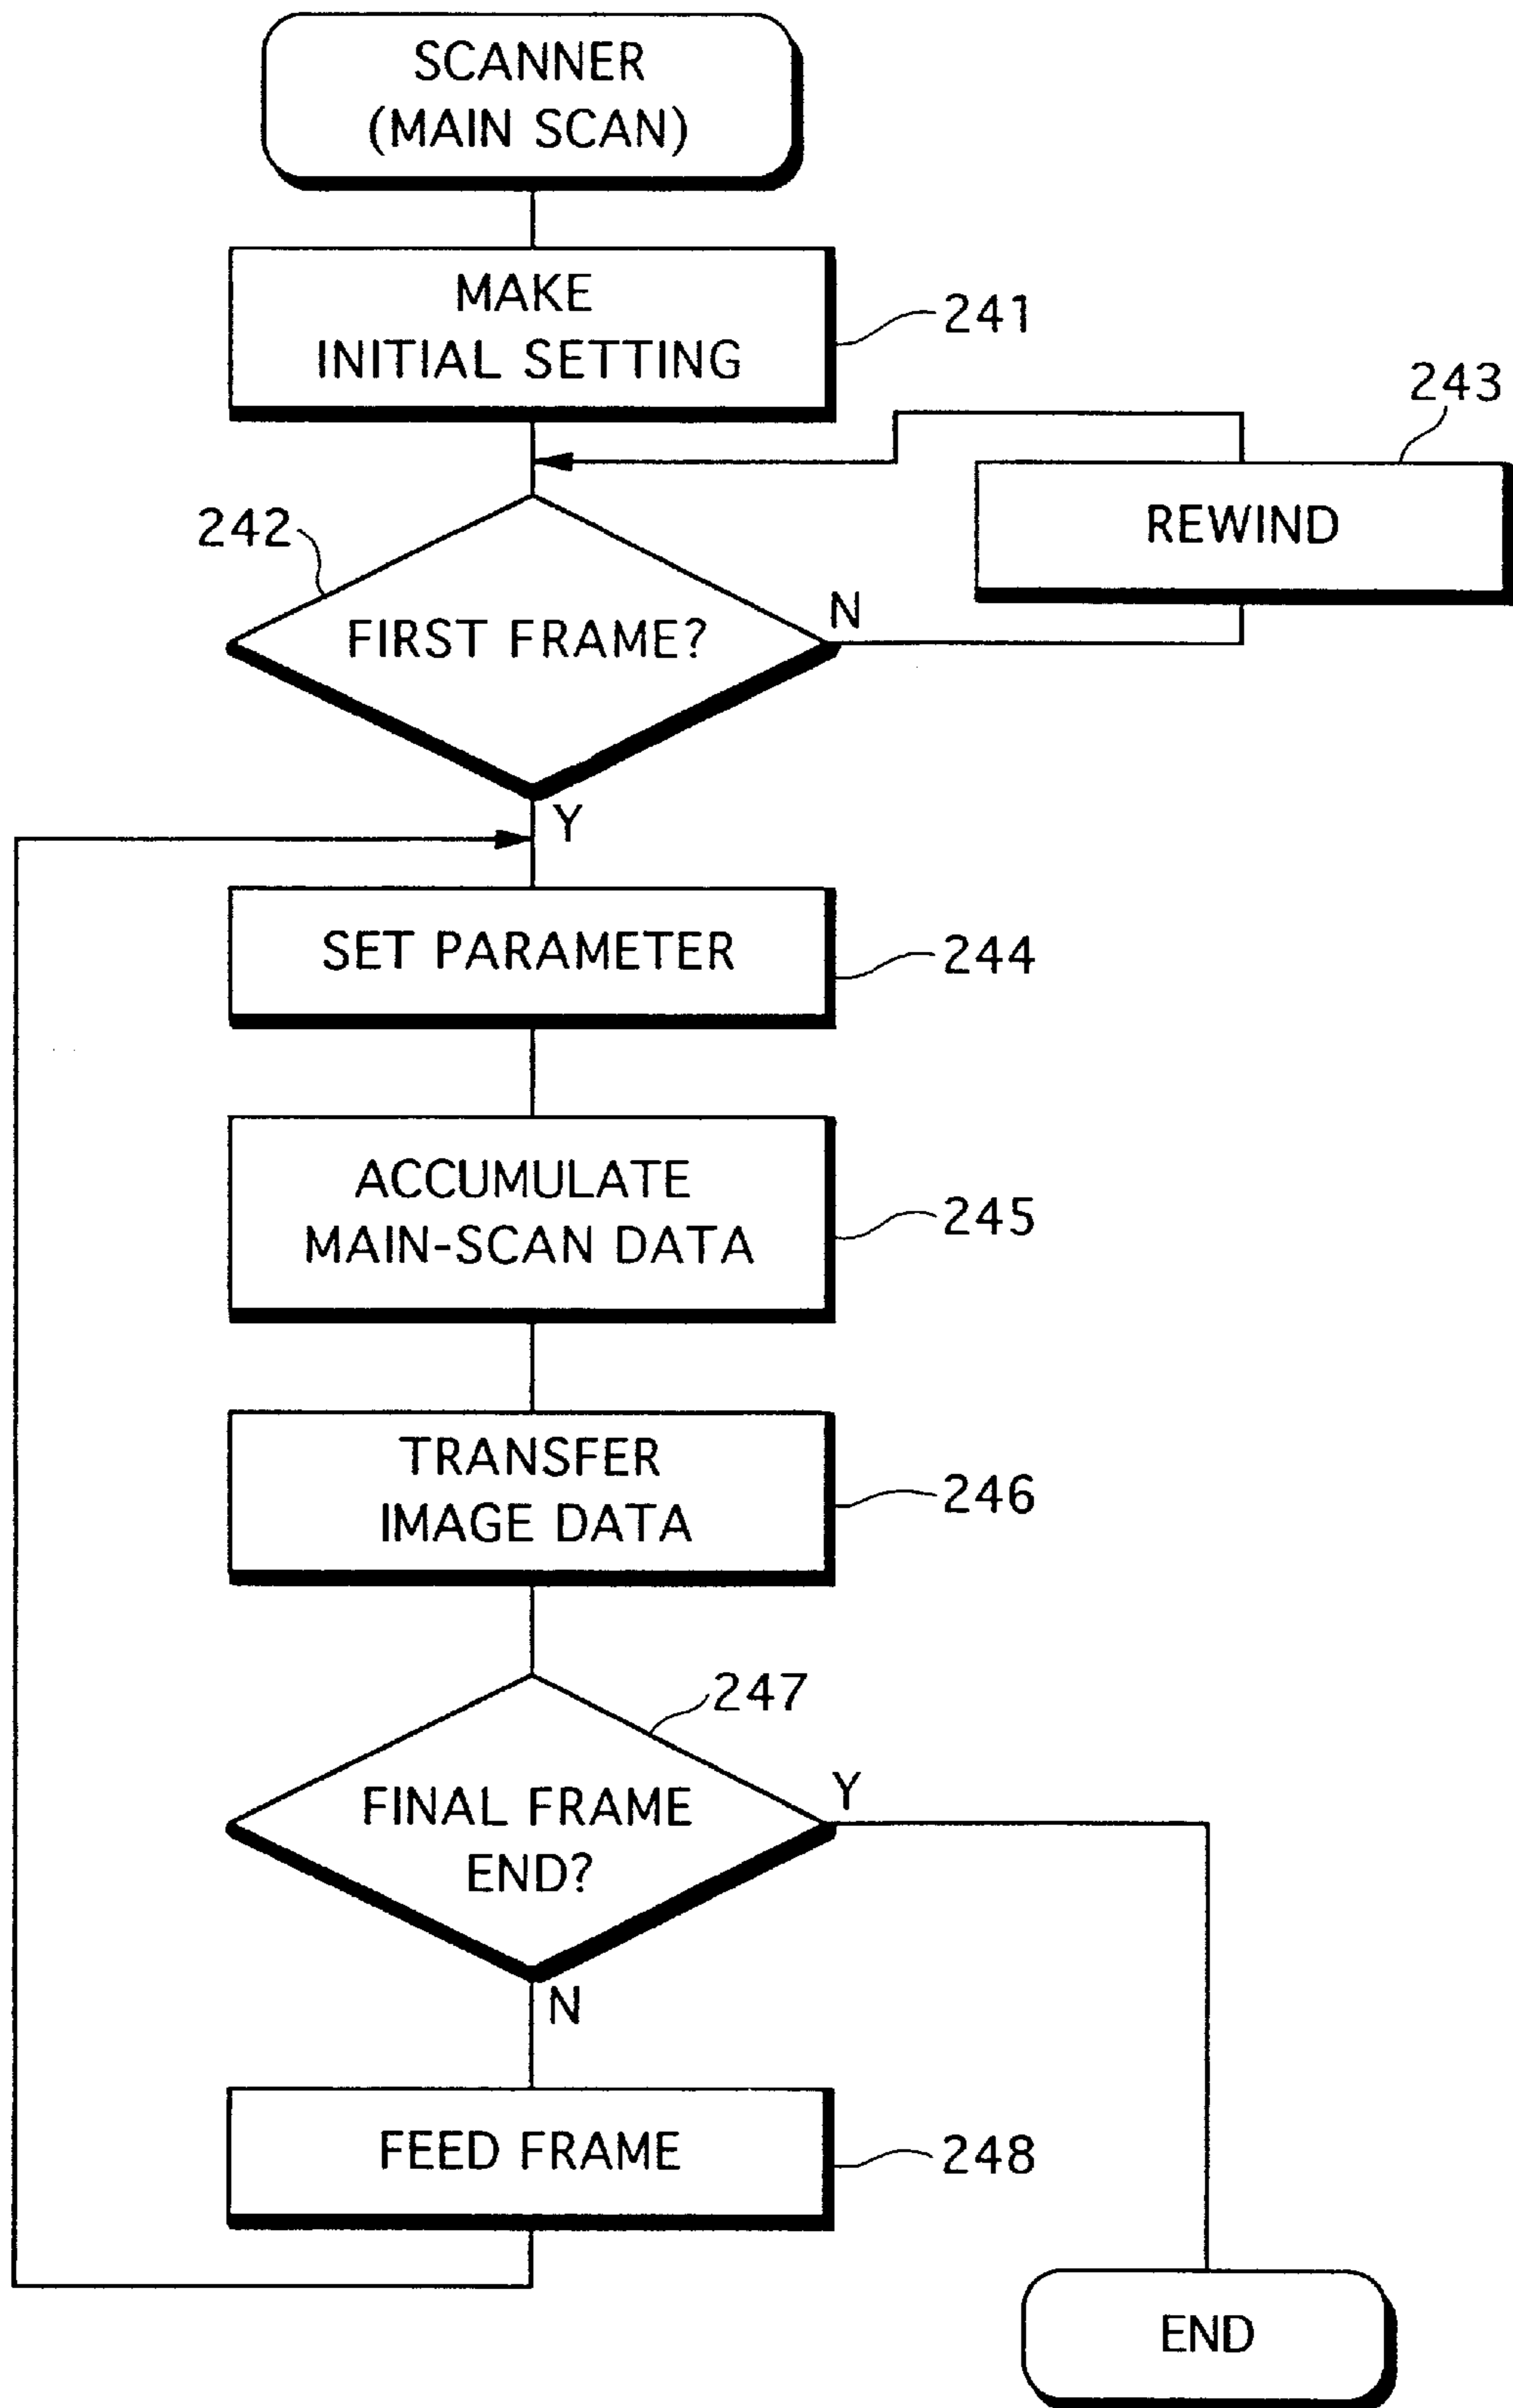 SCANNER
(MAIN SCAN)
MAKE
INITIAL SETTING
241
243
REWIND
242
FIRST FRAME?
N
Y
SET PARAMETER
244
ACCUMULATE
MAIN-SCAN DATA
245
TRANSFER
IMAGE DATA
246
247
FINAL FRAME
END?
Y
N
FEED FRAME
248
END